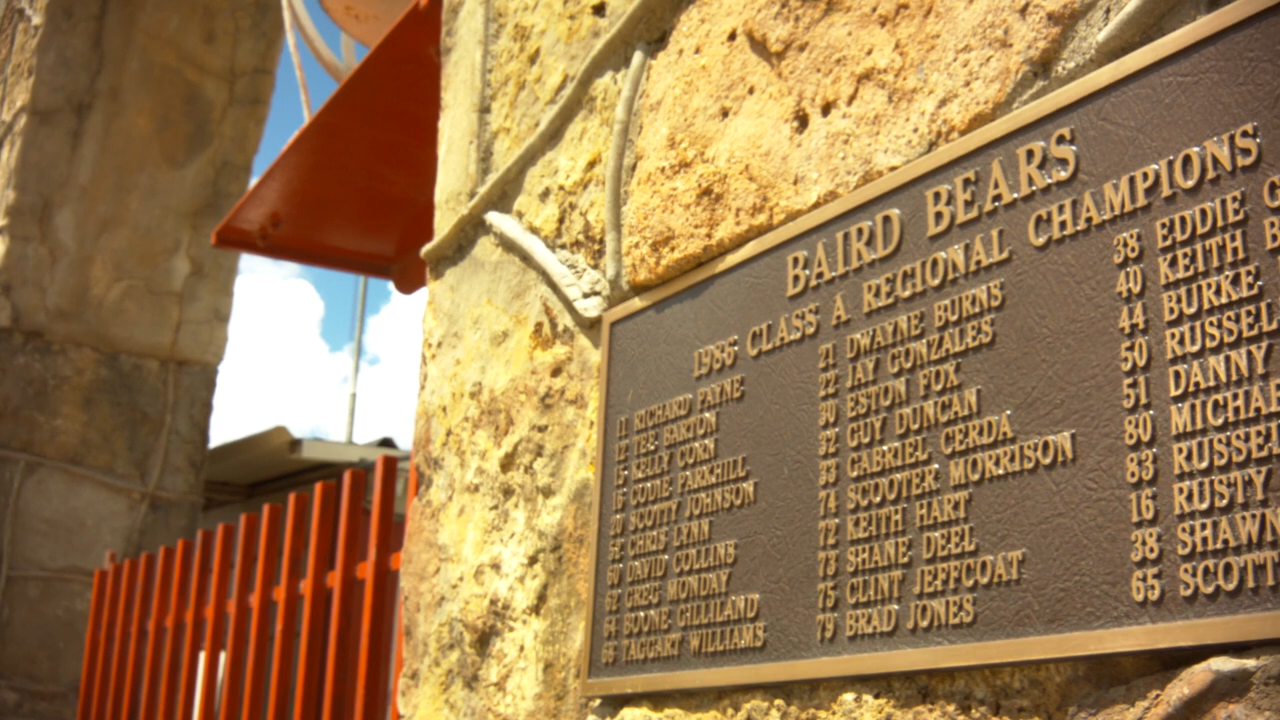 BAIRD BEARS
1986 CLASS A REGIONAL CHAMPIONS
11 RICHARD PAYNE
12 TEE BARTON
15 KELLY CORN
18 CODIE PARKHILL
20 SCOTTY JOHNSON
52 CHRIS LYNN
60 DAVID COLLINS
62 GREG MONDAY
64 BOONE GILLILAND
68 TAGGART WILLIAMS
21 DWAYNE BURNS
22 JAY GONZALES
30 ESTON FOX
32 GUY DUNCAN
33 GABRIEL CERDA
74 SCOOTER MORRISON
72 KEITH HART
73 SHANE DEEL
75 CLINT JEFFCOAT
79 BRAD JONES
38 EDDIE
40 KEITH
44 BURKE
50 RUSSEL
51 DANNY
80 MICHAE
83 RUSSEL
16 RUSTY
38 SHAWN
65 SCOTT